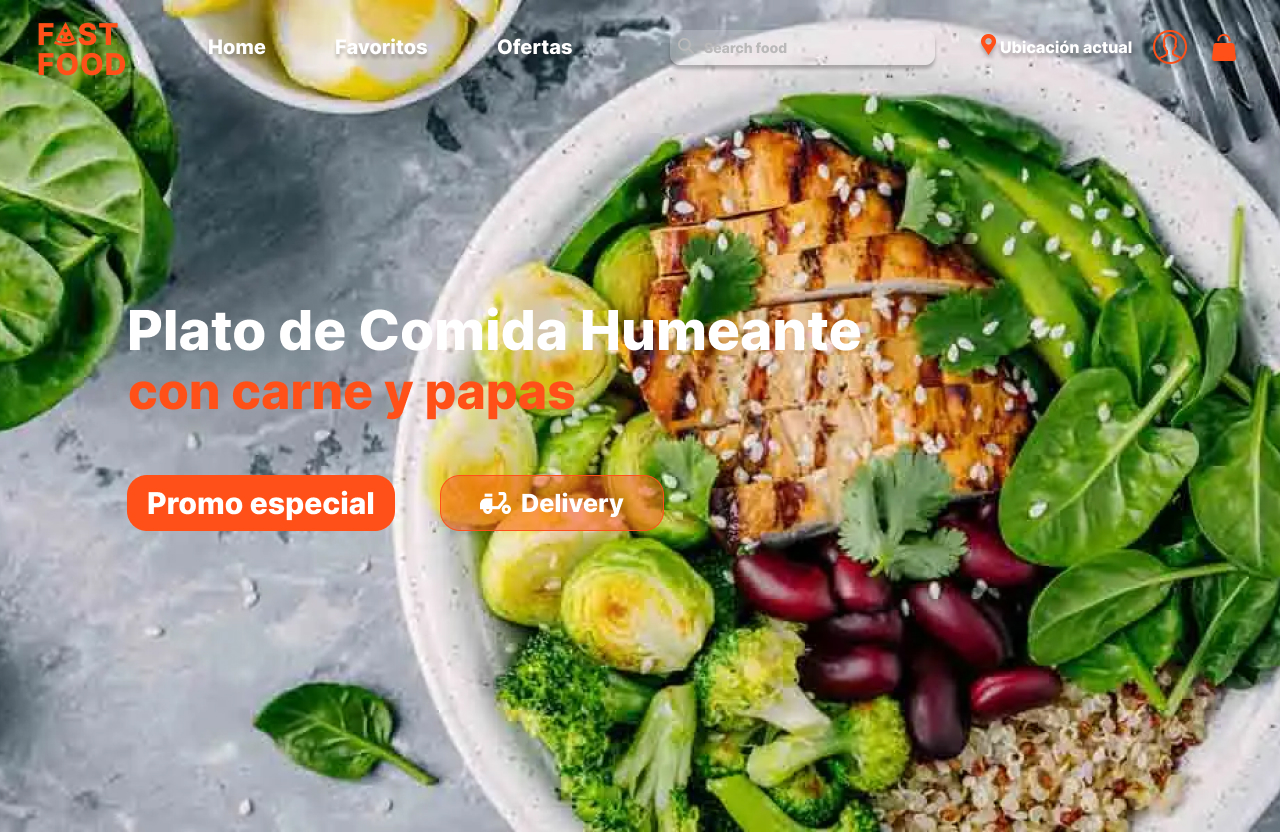 FAST
FOOD
Home
Favoritos
Ofertas
Search food
Ubicación actual
Plato de Comida Humeante
con carne y papas
Promo especial
Delivery